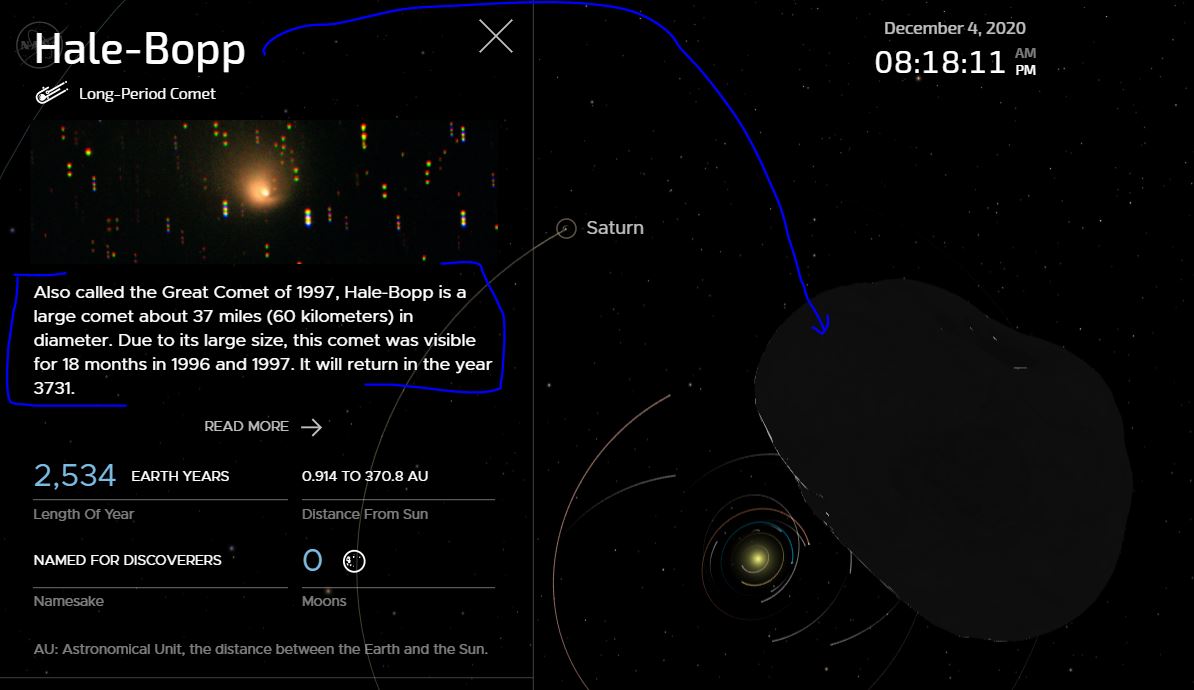 Hale-Bopp
Long-Period Comet
December 4, 2020
08:18:11 AM
PM
Saturn
Also called the Great Comet of 1997, Hale-Bopp is a
large comet about 37 miles (60 kilometers) in
diameter. Due to its large size, this comet was visible
for 18 months in 1996 and 1997. It will return in the year
3731.
READ MORE
2,534 EARTH YEARS
Length Of Year
0.914 TO 370.8 AU
Distance From Sun
NAMED FOR DISCOVERERS
Namesake
0
Moons
AU: Astronomical Unit, the distance between the Earth and the Sun.